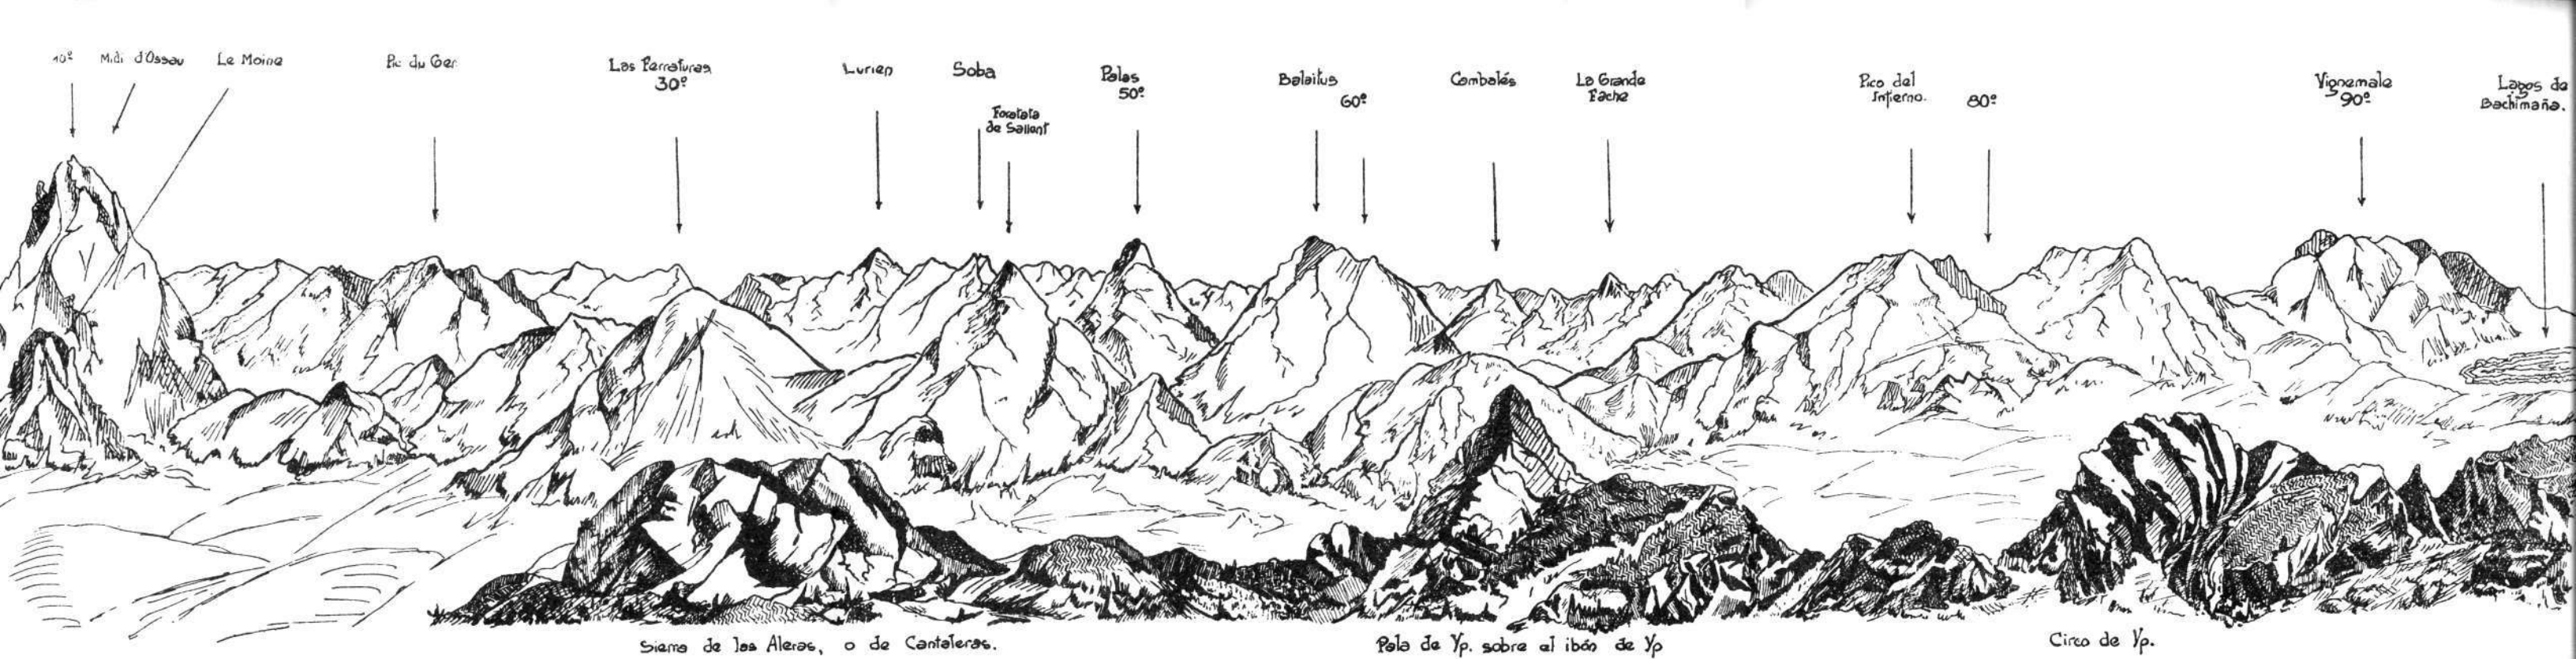 10º
Midi d'Ossau
Le Moine
Pic du Ger
Las Ferraturas
30º
Lurien
Soba
Foratata
de Sallent
Palas
50º
Balaitus
60º
Cambalés
La Grande
Fache
Pico del
Infierno.
80º
Vignemale
90º
Lagos de
Bachimaña.
Sierra de las Aleras, o de Cantaleras.
Pala de Yp. sobre el ibón de Yp
Circo de Yp.